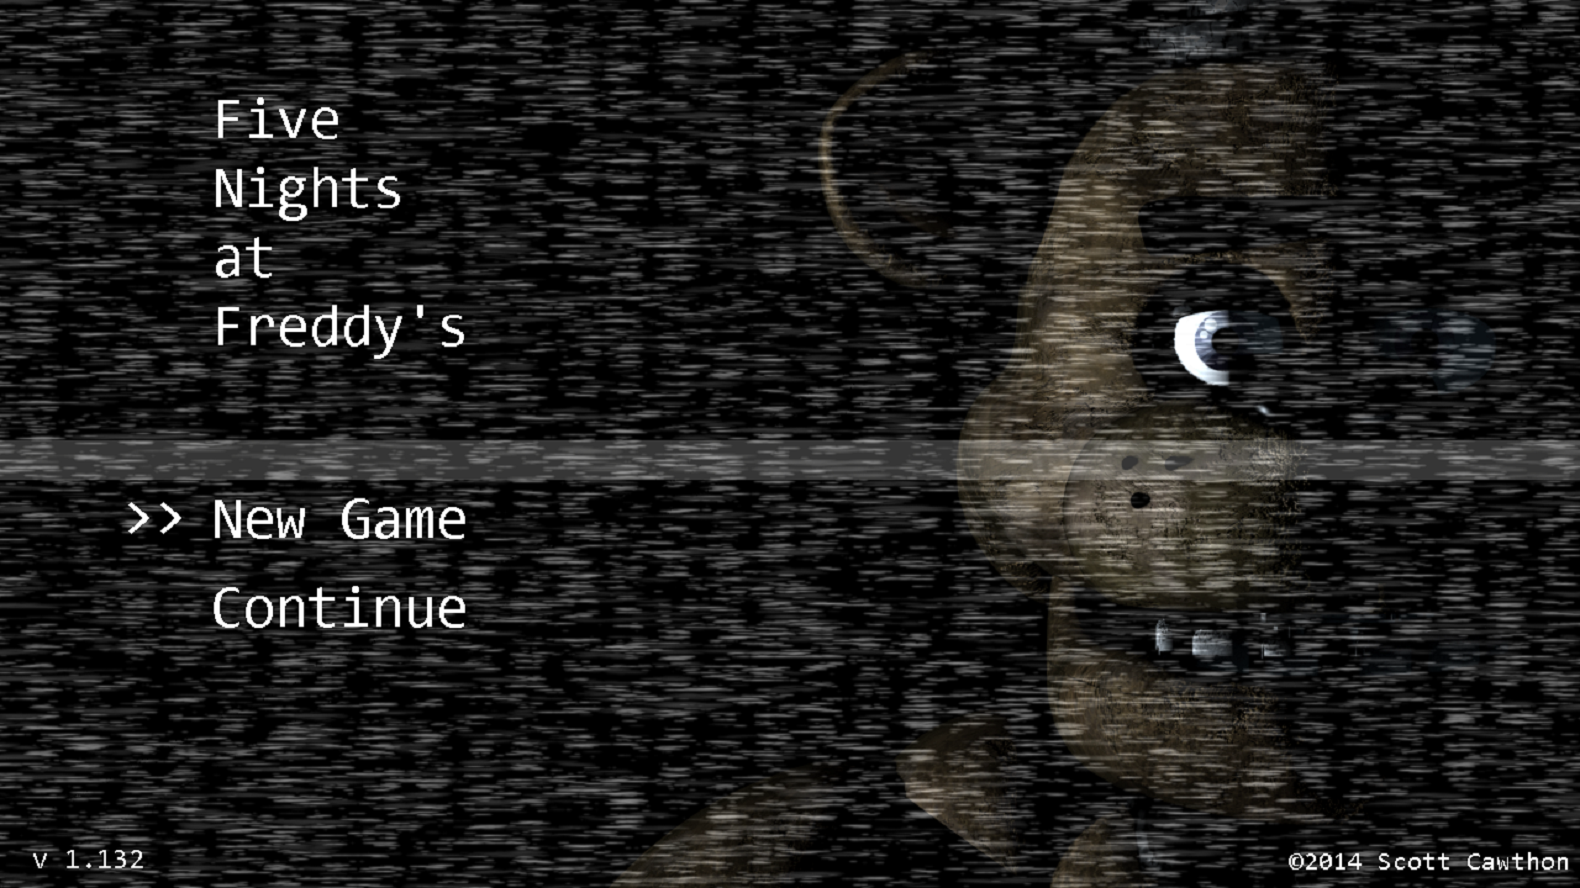 Five
Nights
at
Freddy's
>> New Game
Continue
v 1.132
©2014 Scott Cawthon